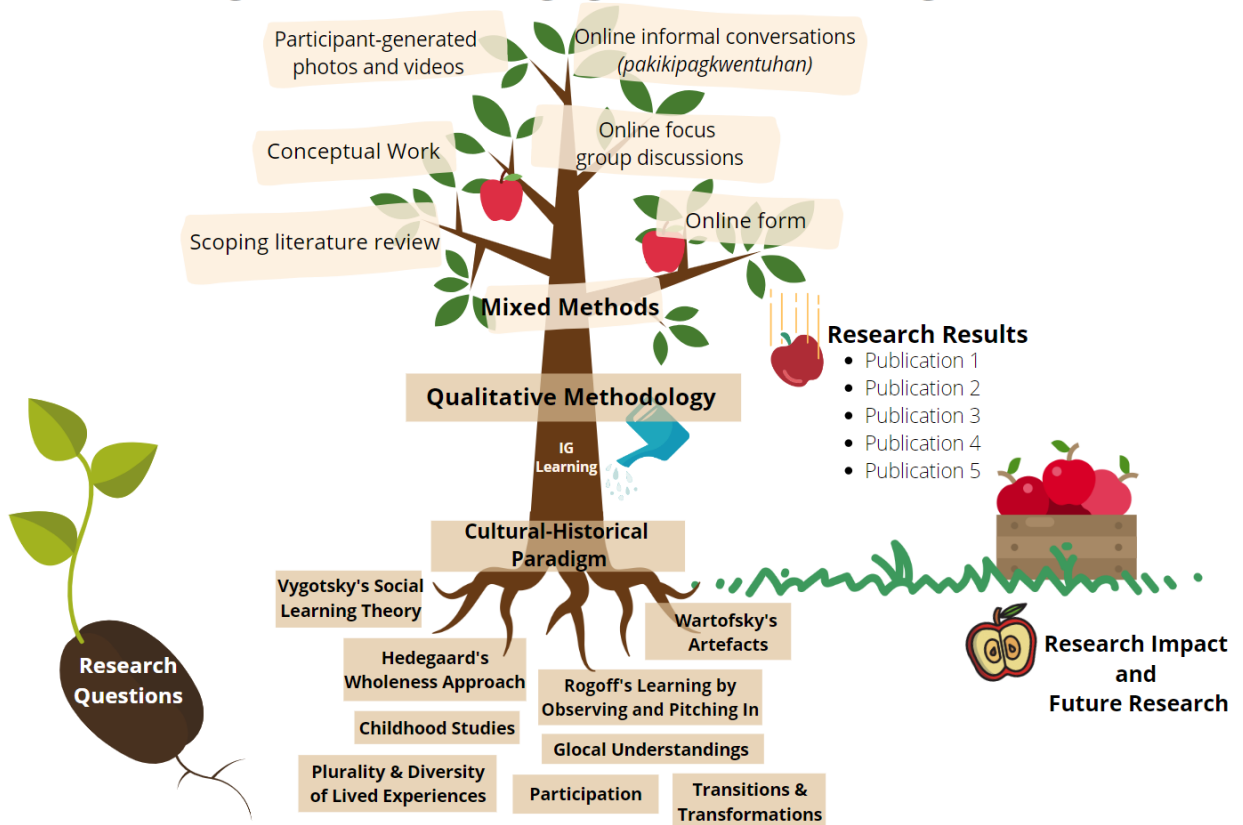 Participant-generated
photos and videos
Online informal conversations
(pakikipagkwentuhan)
Conceptual Work
Online focus
group discussions
Scoping literature review
Online form
Mixed Methods
Research Results
Publication 1
Publication 2
Publication 3
Publication 4
Publication 5
Qualitative Methodology
IG
Learning
Cultural-Historical
Paradigm
Vygotsky's Social
Learning Theory
Wartofsky's
Artefacts
Hedegaard's
Wholeness Approach
Rogoff's Learning by
Observing and Pitching In
Childhood Studies
Glocal Understandings
Plurality & Diversity
of Lived Experiences
Participation
Transitions &
Transformations
Research
Questions
Research Impact
and
Future Research